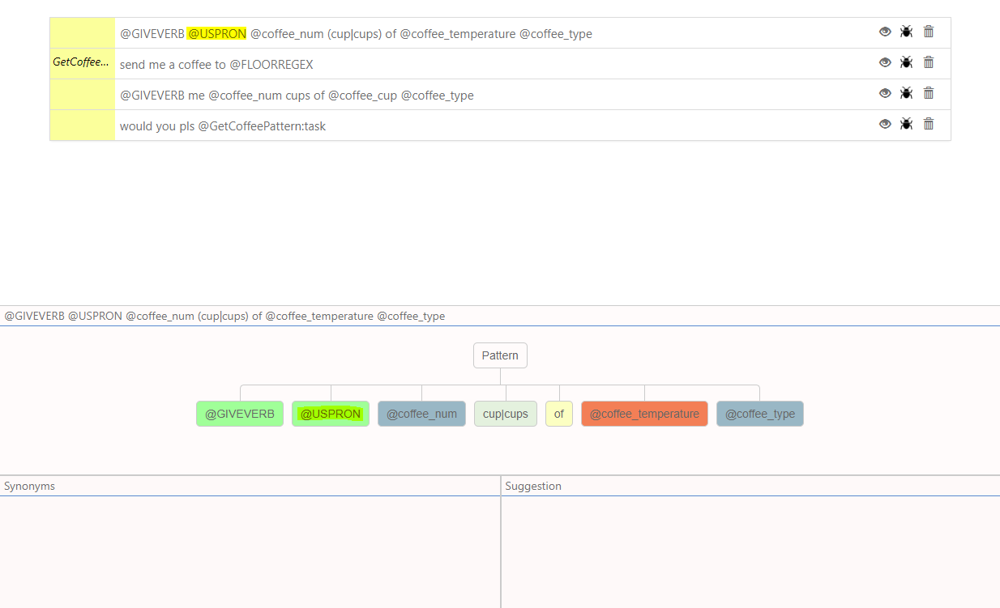 @GIVEVERB @USPRON @coffee_num (cup|cups) of @coffee_temperature @coffee_type
GetCoffee... send me a coffee to @FLOORREGEX
@GIVEVERB me @coffee_num cups of @coffee_cup @coffee_type
would you pls @GetCoffeePattern:task
@GIVEVERB @USPRON @coffee_num (cup|cups) of @coffee_temperature @coffee_type
Pattern
@GIVEVERB @USPRON @coffee_num cup|cups of @coffee_temperature @coffee_type
Synonyms Suggestion